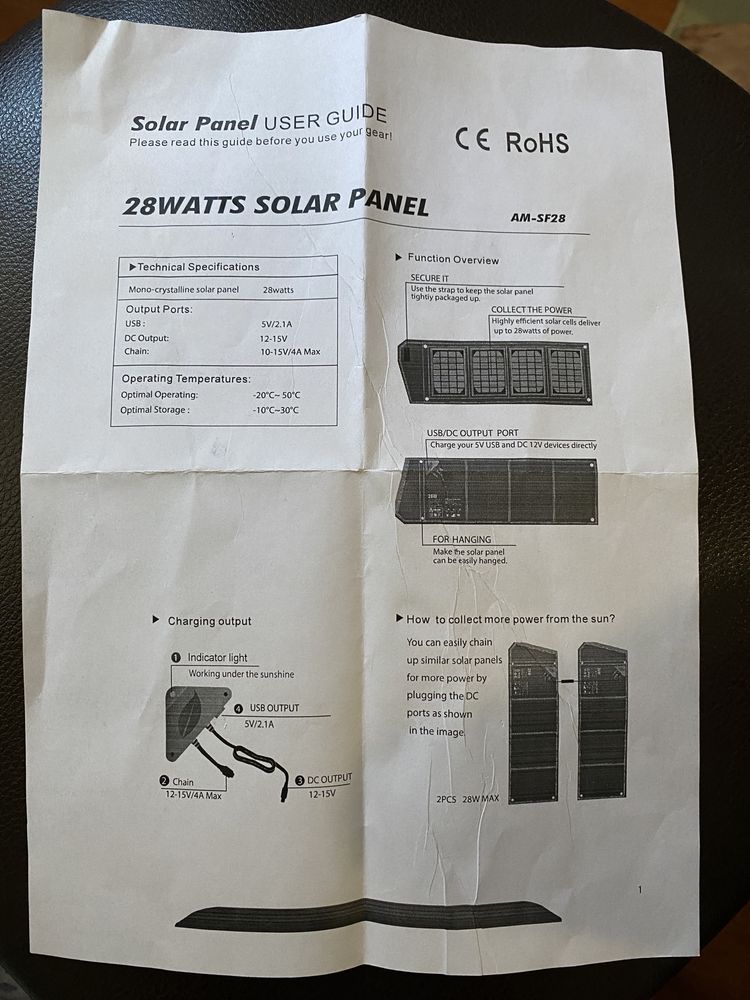 Solar Panel USER GUIDE
Please read this guide before you use your gear!
CE RoHS
28WATTS SOLAR PANEL
AM-SF28
▶Technical Specifications
Mono-crystalline solar panel 28watts
Output Ports:
USB : 5V/2.1A
DC Output: 12-15V
Chain: 10-15V/4A Max
Operating Temperatures:
Optimal Operating: -20°C~ 50°C
Optimal Storage : -10°C~30°C
▶ Function Overview
SECURE IT
Use the strap to keep the solar panel
tightiy packaged up.
COLLECT THE POWER
Highly efficient solar cells deliver
up to 28watts of power.
USB/DC OUTPUT PORT
Charge your 5V USB and DC 12V devices directly
FOR HANGING
Make the solar panel
can be easily hanged.
▶ Charging output
1 Indicator light
Working under the sunshine
4 USB OUTPUT
5V/2.1A
2 Chain
12-15V/4A Max
3 DC OUTPUT
12-15V
▶ How to collect more power from the sun?
You can easily chain
up similar solar panels
for more power by
plugging the DC
ports as shown
in the image.
2PCS 28W MAX
1